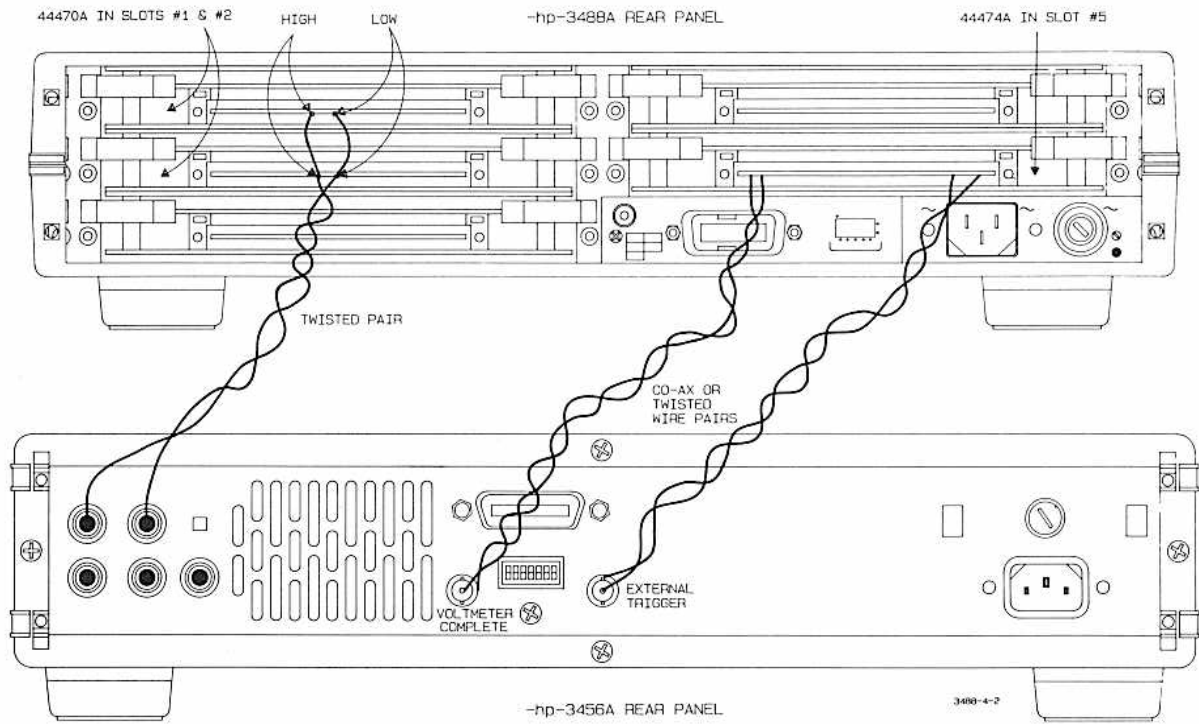 44470A IN SLOTS #1 & #2
HIGH
LOW
-hp-3488A REAR PANEL
44474A IN SLOT #5
TWISTED PAIR
CO-AX OR
TWISTED
WIRE PAIRS
VOLTMETER
COMPLETE
EXTERNAL
TRIGGER
-hp-3456A REAR PANEL
3488-4-2